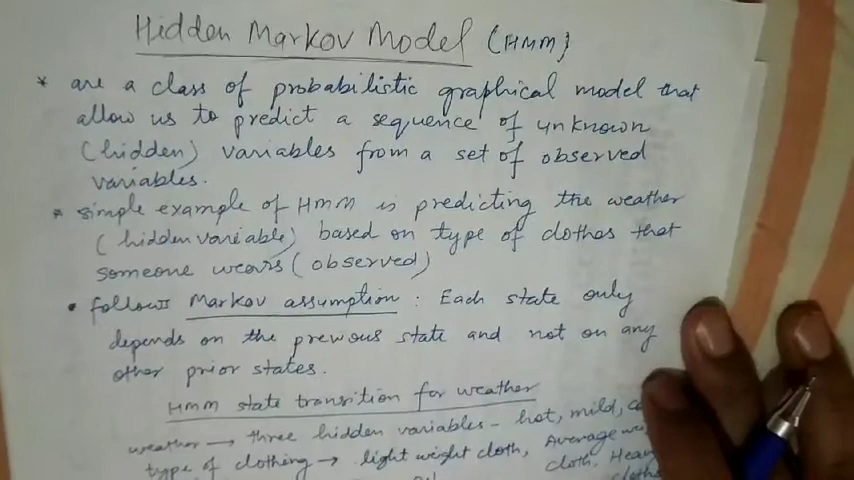 Hidden Markov Model (HMM)
* are a class of probabilistic graphical model that
allow us to predict a sequence of unknown
(hidden) variables from a set of observed
variables.
* simple example of HMM is predicting the weather
(hidden variable) based on type of clothes that
someone wears (observed)
• follows Markov assumption : Each state only
depends on the previous state and not on any
other prior states.
HMM state transition for weather
weather → three hidden variables - hot, mild,
type of clothing → light weight cloth, Average
cloth,